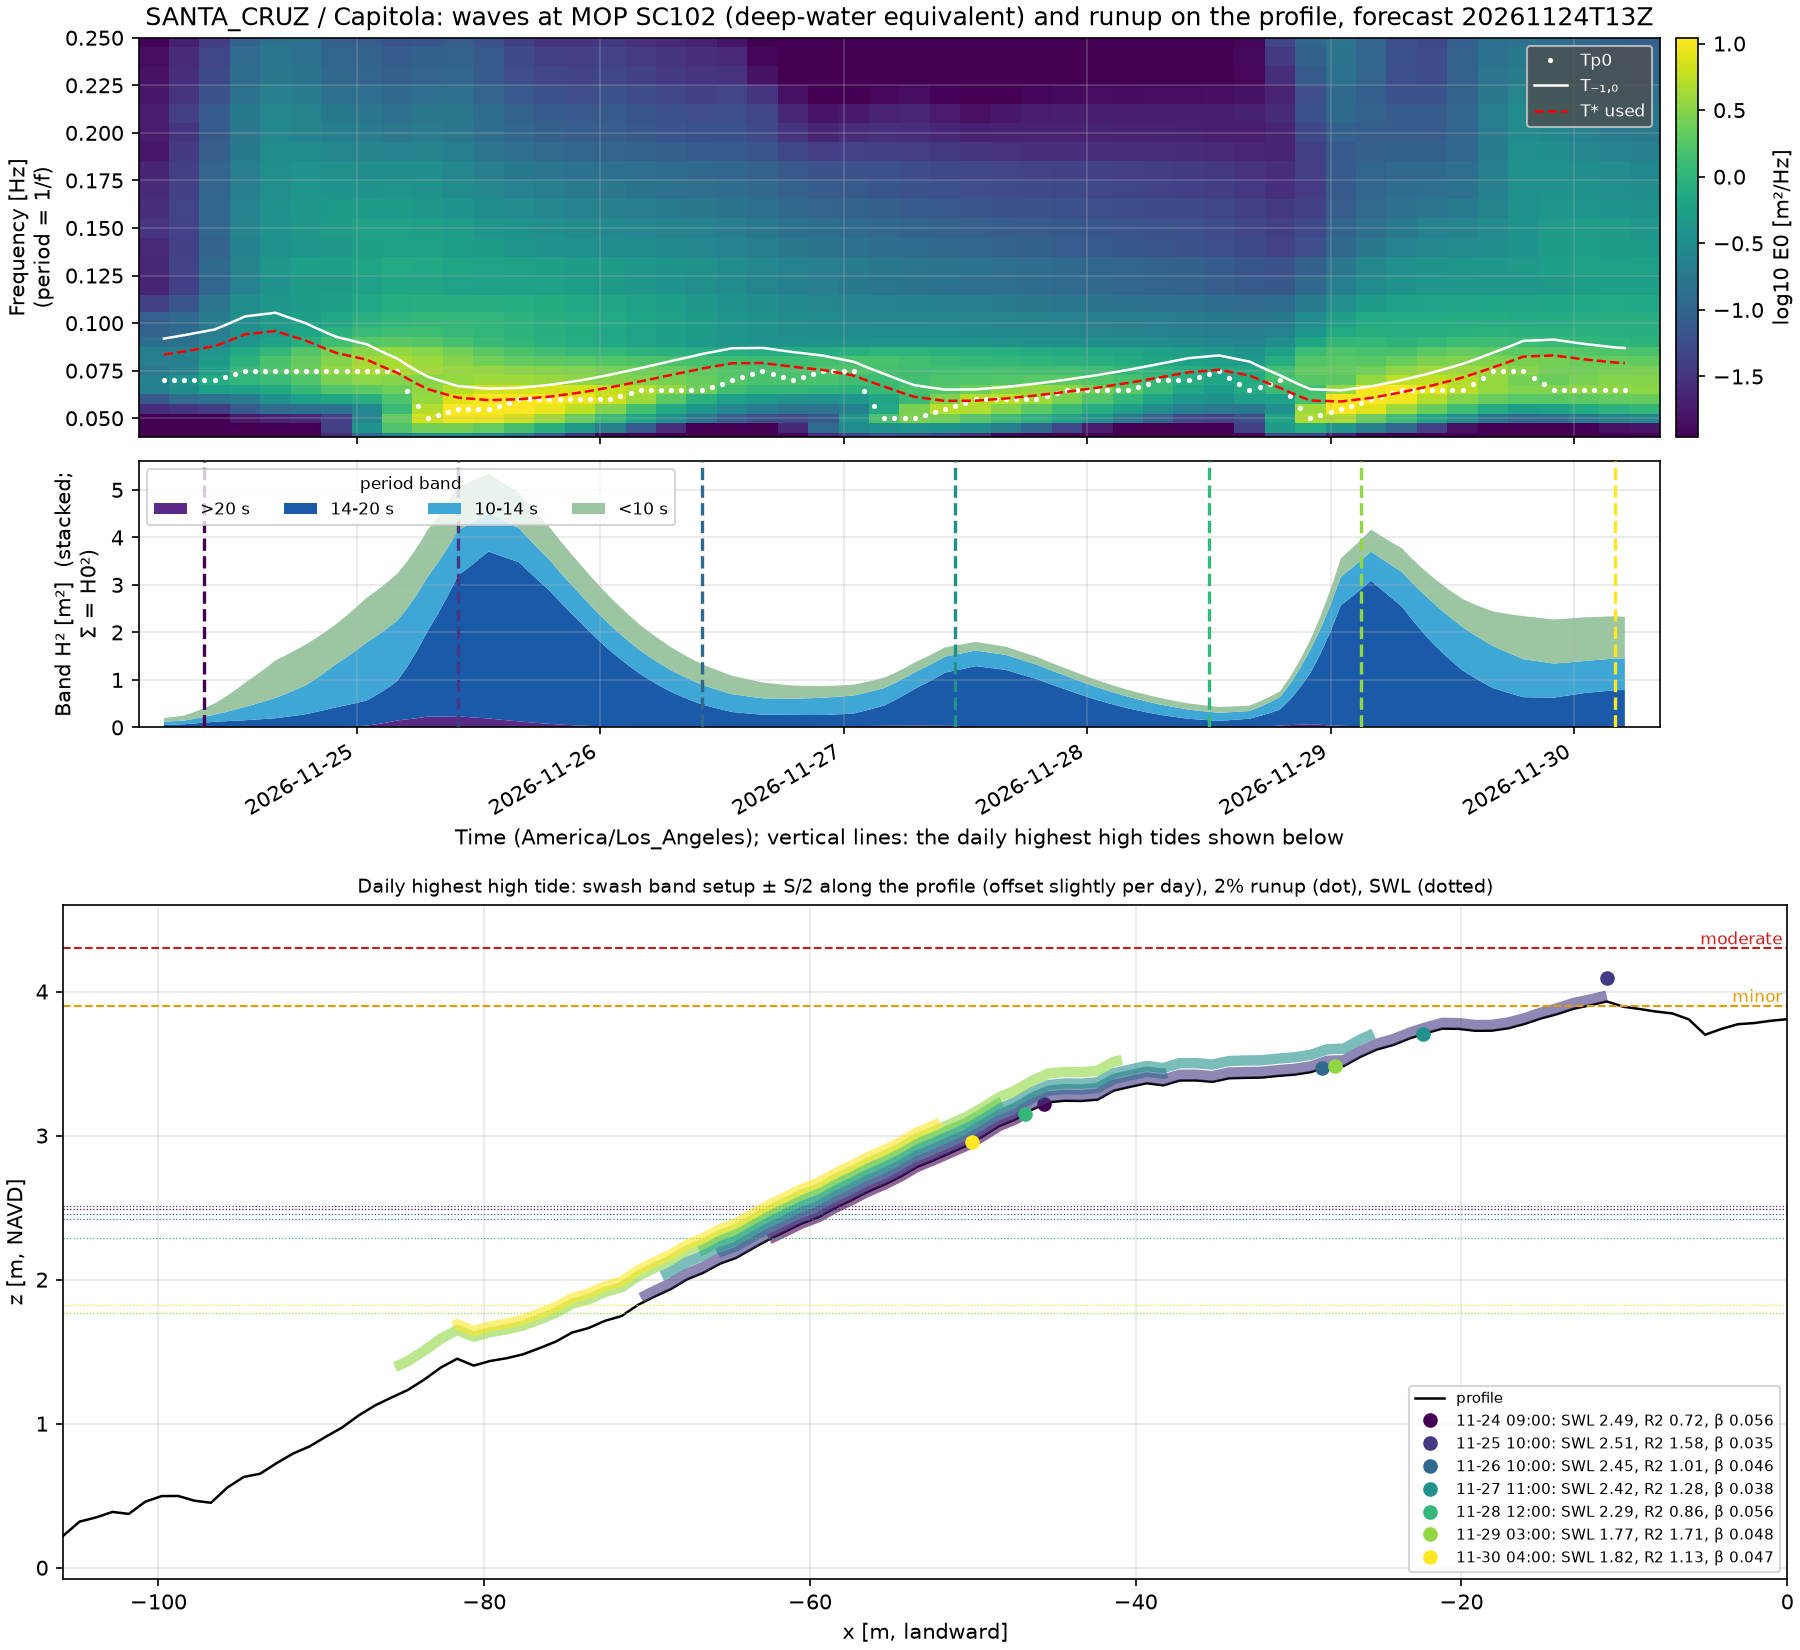 SANTA_CRUZ / Capitola: waves at MOP SC102 (deep-water equivalent) and runup on the profile, forecast 20261124T13Z
Frequency [Hz]
(period = 1/f)
0.250
0.225
0.200
0.175
0.150
0.125
0.100
0.075
0.050
Tp0
T₋₁,₀
T* used
1.0
0.5
0.0
−0.5
−1.0
−1.5
log10 E0 [m²/Hz]
Band H² [m²]  (stacked;
Σ = H0²)
5
4
3
2
1
0
period band
>20 s
14-20 s
10-14 s
<10 s
2026-11-25
2026-11-26
2026-11-27
2026-11-28
2026-11-29
2026-11-30
Time (America/Los_Angeles); vertical lines: the daily highest high tides shown below
Daily highest high tide: swash band setup ± S/2 along the profile (offset slightly per day), 2% runup (dot), SWL (dotted)
z [m, NAVD]
4
3
2
1
0
moderate
minor
profile
11-24 09:00: SWL 2.49, R2 0.72, β 0.056
11-25 10:00: SWL 2.51, R2 1.58, β 0.035
11-26 10:00: SWL 2.45, R2 1.01, β 0.046
11-27 11:00: SWL 2.42, R2 1.28, β 0.038
11-28 12:00: SWL 2.29, R2 0.86, β 0.056
11-29 03:00: SWL 1.77, R2 1.71, β 0.048
11-30 04:00: SWL 1.82, R2 1.13, β 0.047
−100
−80
−60
−40
−20
0
x [m, landward]